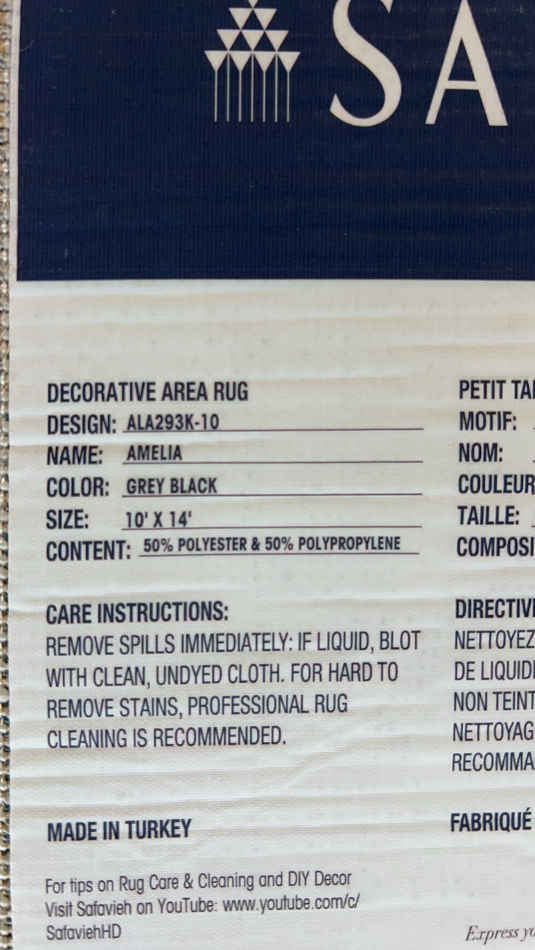 SA
DECORATIVE AREA RUG
DESIGN: ALA293K-10
NAME: AMELIA
COLOR: GREY BLACK
SIZE: 10' X 14'
CONTENT: 50% POLYESTER & 50% POLYPROPYLENE
CARE INSTRUCTIONS:
REMOVE SPILLS IMMEDIATELY: IF LIQUID, BLOT
WITH CLEAN, UNDYED CLOTH. FOR HARD TO
REMOVE STAINS, PROFESSIONAL RUG
CLEANING IS RECOMMENDED.
MADE IN TURKEY
For tips on Rug Care & Cleaning and DIY Decor
Visit Safavieh on YouTube: www.youtube.com/c/
SafaviehHD
PETIT TA
MOTIF:
NOM:
COULEUR
TAILLE:
COMPOSI
DIRECTIV
NETTOYEZ
DE LIQUID
NON TEINT
NETTOYAG
RECOMMA
FABRIQUÉ
Express yo